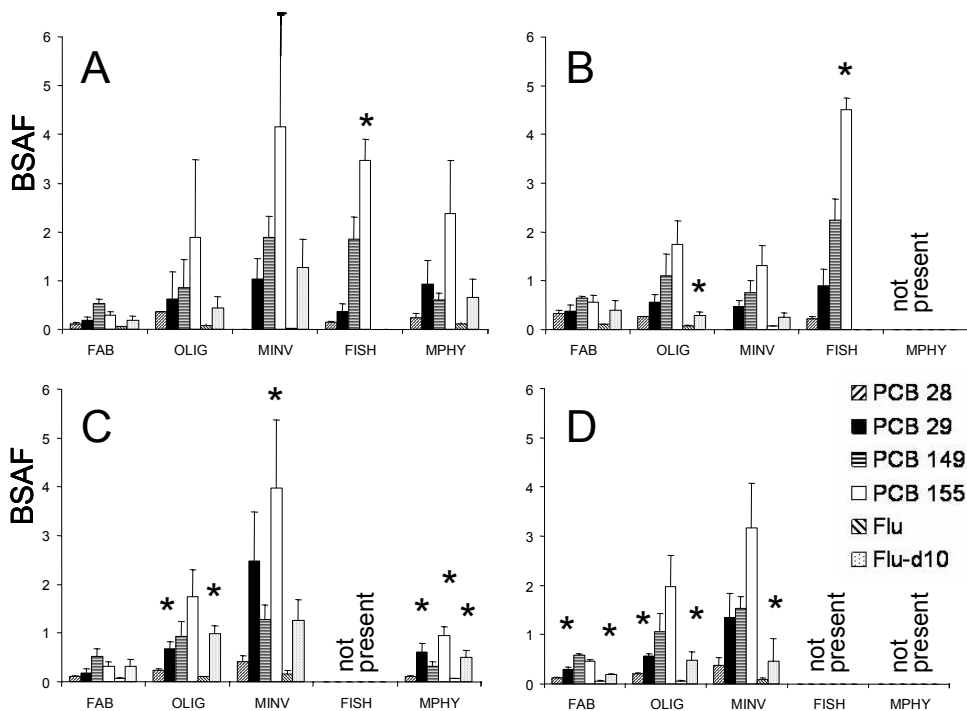 6
5
4
3
2
1
0
BSAF
A
*
FAB OLIG MINV FISH MPHY
6
5
4
3
2
1
0
B
*
*
not
present
FAB OLIG MINV FISH MPHY
6
5
4
3
2
1
0
BSAF
C
*
*
*
*
*
*
not
present
FAB OLIG MINV FISH MPHY
6
5
4
3
2
1
0
D
*
*
*
*
*
not
present
not
present
FAB OLIG MINV FISH MPHY
PCB 28
PCB 29
PCB 149
PCB 155
Flu
Flu-d10